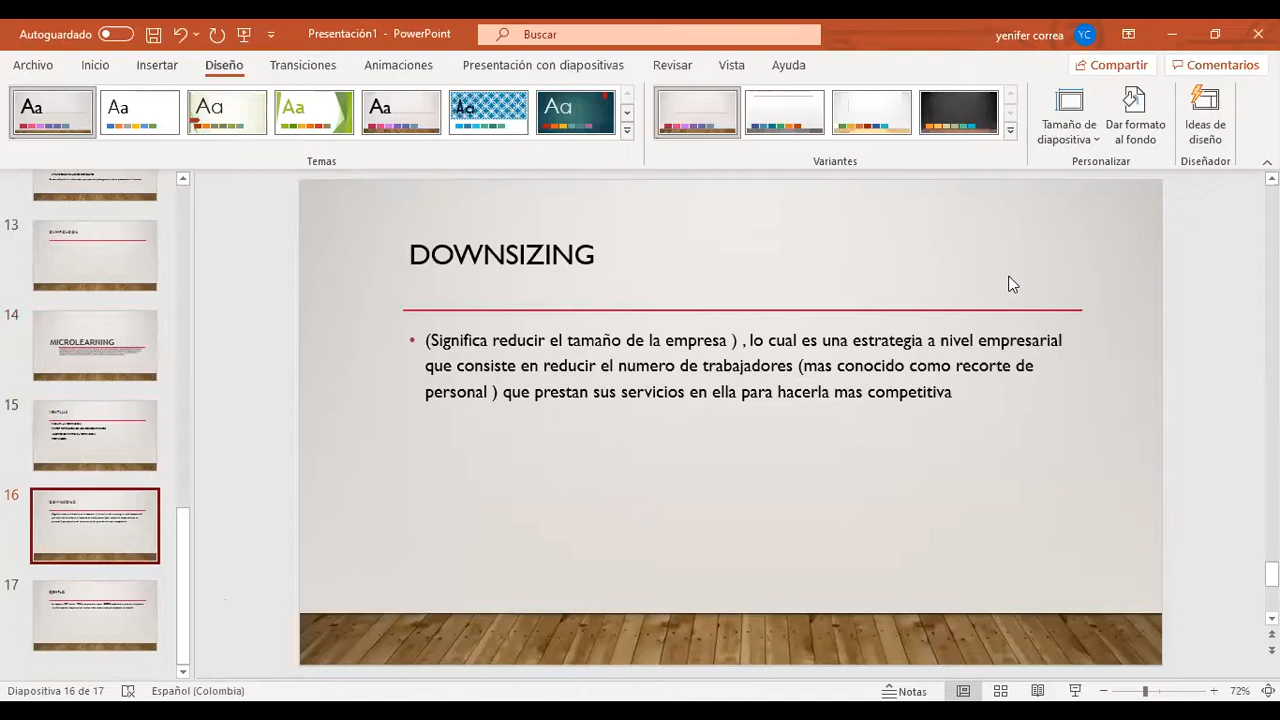 Autoguardado
Presentación1 - PowerPoint
Buscar
yenifer correa
YC
Archivo
Inicio
Insertar
Diseño
Transiciones
Animaciones
Presentación con diapositivas
Revisar
Vista
Ayuda
Compartir
Comentarios
Aa
Aa
Aa
Aa
Aa
Aa
Aa
Tamaño de
diapositiva
Dar formato
al fondo
Ideas de
diseño
Temas
Variantes
Personalizar
Diseñador
13
14
MICROLEARNING
15
VENTAJAS
16
DOWNSIZING
17
EJEMPLO
DOWNSIZING
• (Significa reducir el tamaño de la empresa ) , lo cual es una estrategia a nivel empresarial
que consiste en reducir el numero de trabajadores (mas conocido como recorte de
personal ) que prestan sus servicios en ella para hacerla mas competitiva
Diapositiva 16 de 17
Español (Colombia)
Notas
72%